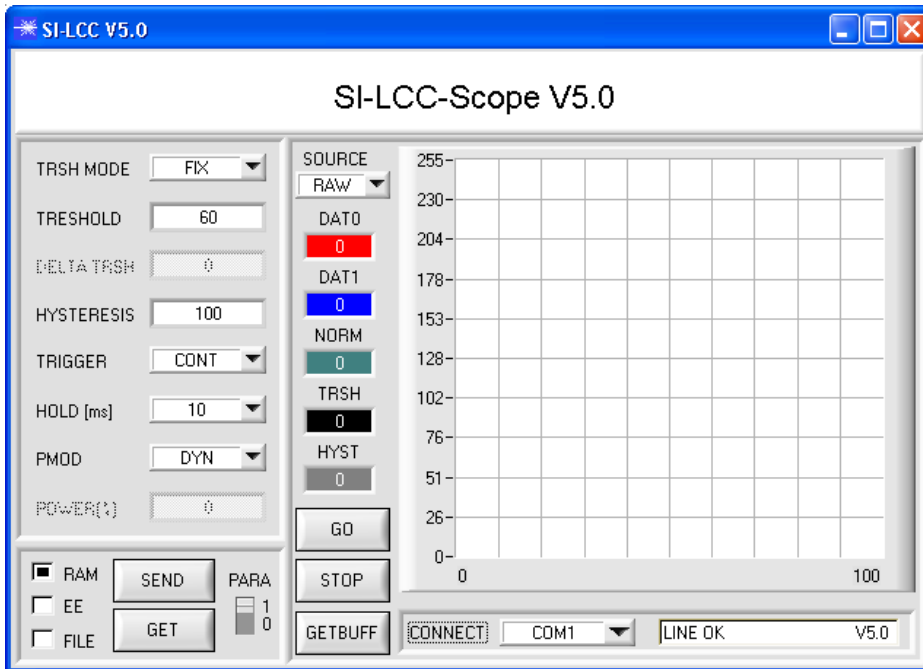 SI-LCC V5.0
SI-LCC-Scope V5.0
TRSH MODE FIX
TRESHOLD 60
DELTA TRSH 0
HYSTERESIS 100
TRIGGER CONT
HOLD [ms] 10
PMOD DYN
POWER(%) 0
RAM
EE
FILE
SEND
GET
PARA
1
0
SOURCE
RAW
DAT0
0
DAT1
0
NORM
0
TRSH
0
HYST
0
GO
STOP
GETBUFF
255
230
204
178
153
128
102
76
51
26
0
0 100
CONNECT COM1 LINE OK V5.0